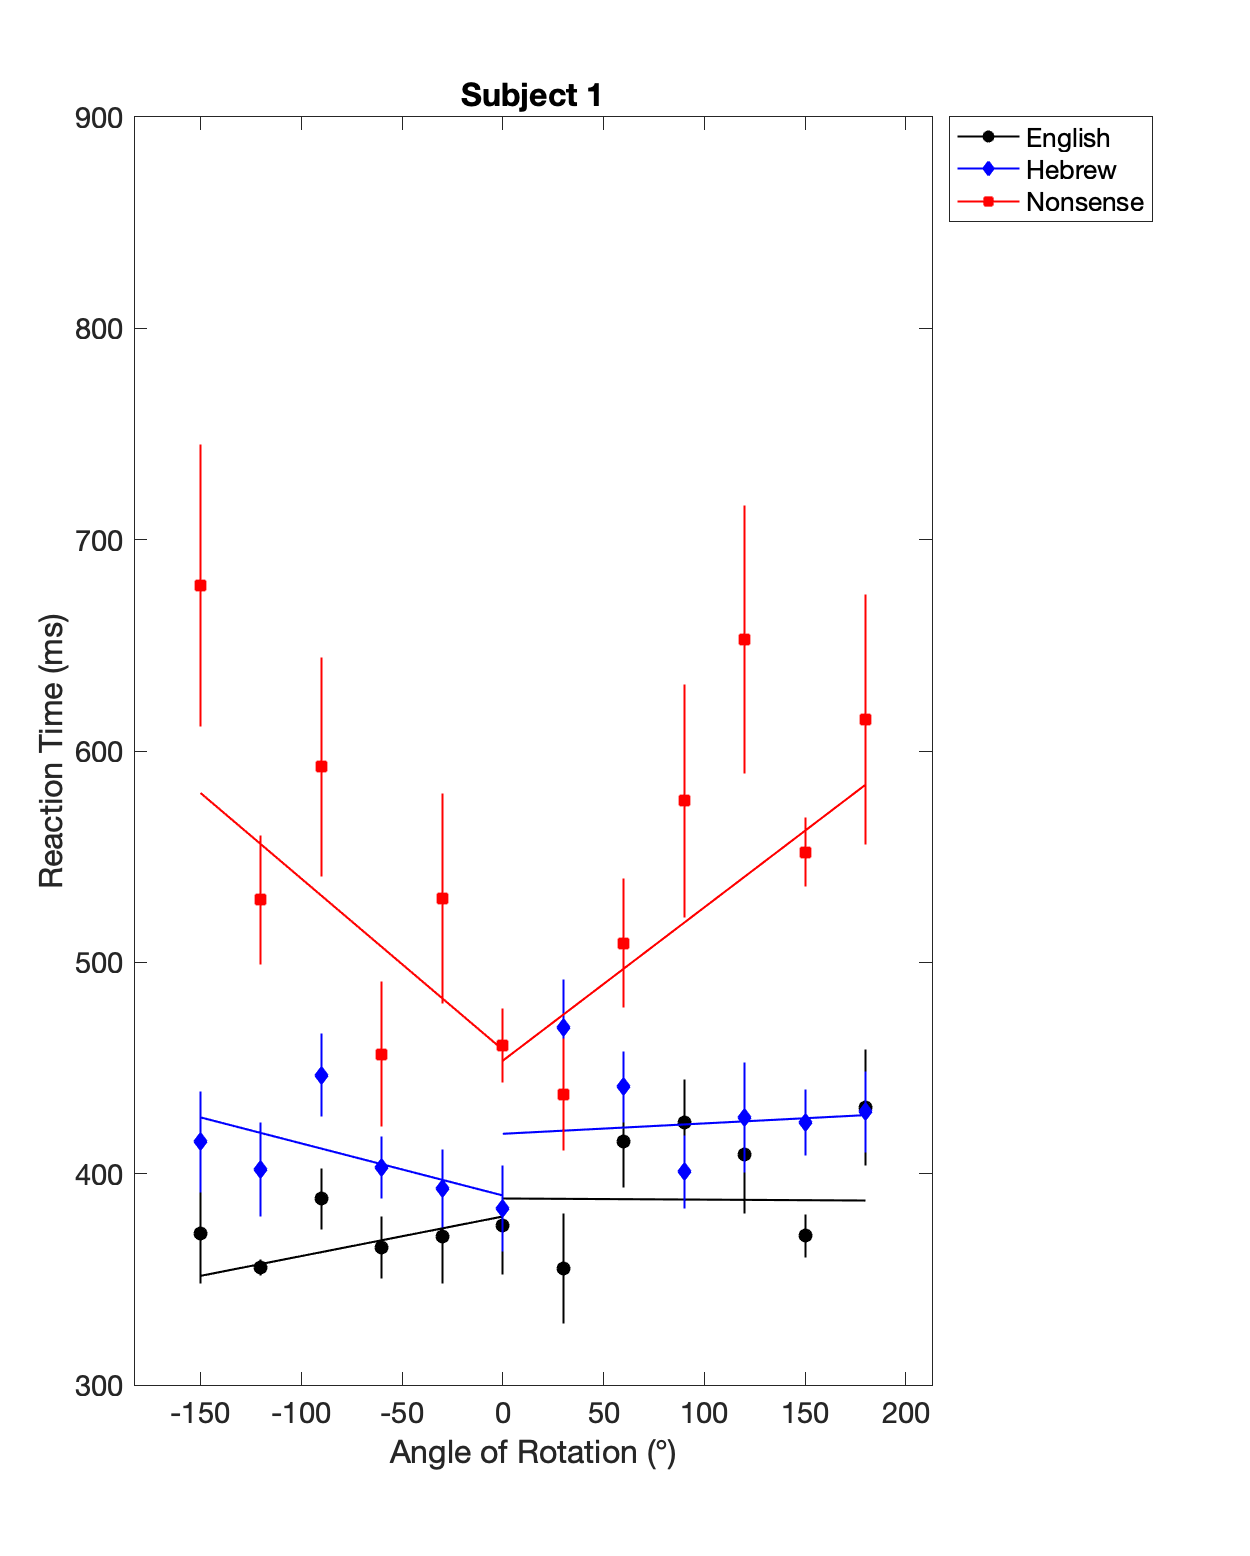 Subject 1
900
800
700
600
500
400
300
Reaction Time (ms)
-150 -100 -50 0 50 100 150 200
Angle of Rotation (°)
English
Hebrew
Nonsense